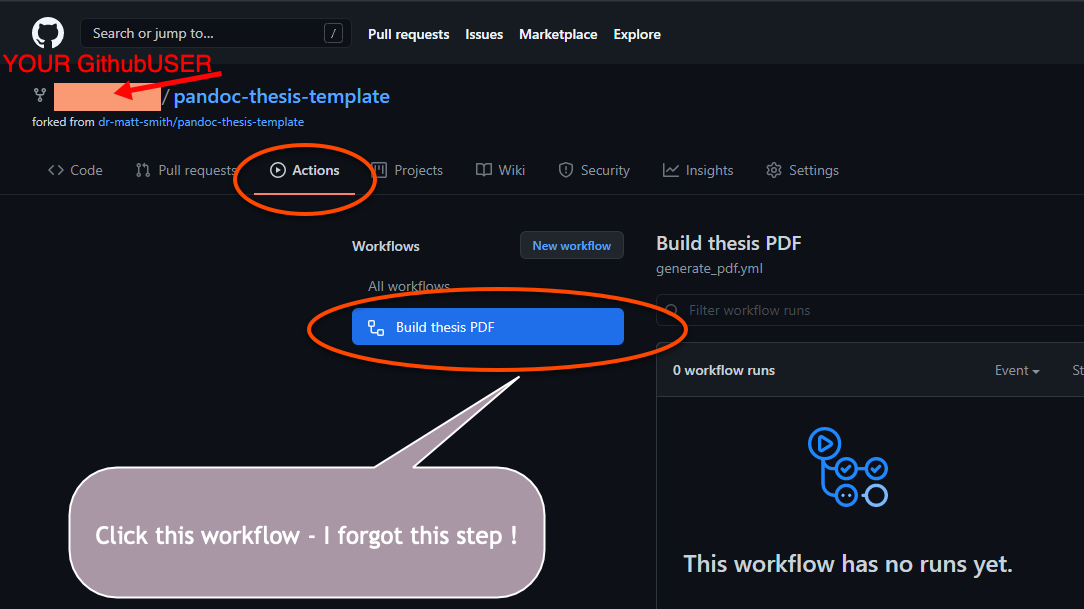 Search or jump to... /
Pull requests Issues Marketplace Explore
YOUR GithubUSER
/ pandoc-thesis-template
forked from dr-matt-smith/pandoc-thesis-template
<> Code Pull requests Actions Projects Wiki Security Insights Settings
Workflows New workflow
All workflows
Build thesis PDF
Build thesis PDF
generate_pdf.yml
Filter workflow runs
0 workflow runs Event St
This workflow has no runs yet.
Click this workflow - I forgot this step !